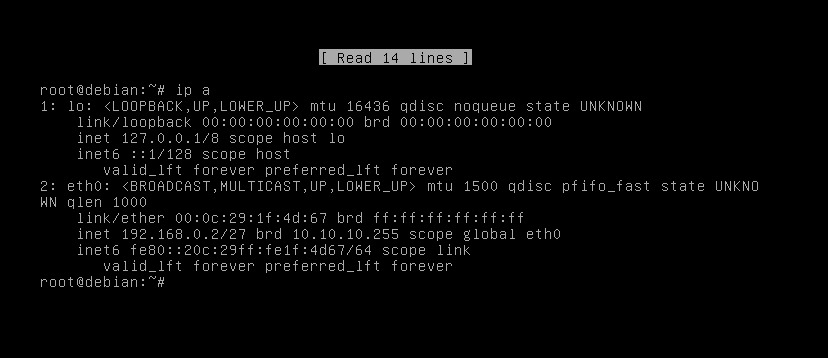 [ Read 14 lines ]
root@debian:~# ip a
1: lo: <LOOPBACK,UP,LOWER_UP> mtu 16436 qdisc noqueue state UNKNOWN
    link/loopback 00:00:00:00:00:00 brd 00:00:00:00:00:00
    inet 127.0.0.1/8 scope host lo
    inet6 ::1/128 scope host
       valid_lft forever preferred_lft forever
2: eth0: <BROADCAST,MULTICAST,UP,LOWER_UP> mtu 1500 qdisc pfifo_fast state UNKNO
WN qlen 1000
    link/ether 00:0c:29:1f:4d:67 brd ff:ff:ff:ff:ff:ff
    inet 192.168.0.2/27 brd 10.10.10.255 scope global eth0
    inet6 fe80::20c:29ff:fe1f:4d67/64 scope link
       valid_lft forever preferred_lft forever
root@debian:~#